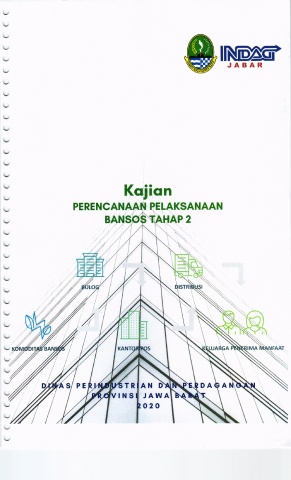 INDAG
JABAR
Kajian
PERENCANAAN PELAKSANAAN
BANSOS TAHAP 2
BULOG
DISTRIBUSI
KOMODITAS BANSOS
KANTOR POS
KELUARGA PENERIMA MANFAAT
DINAS PERINDUSTRIAN DAN PERDAGANGAN
PROVINSI JAWA BARAT
2020